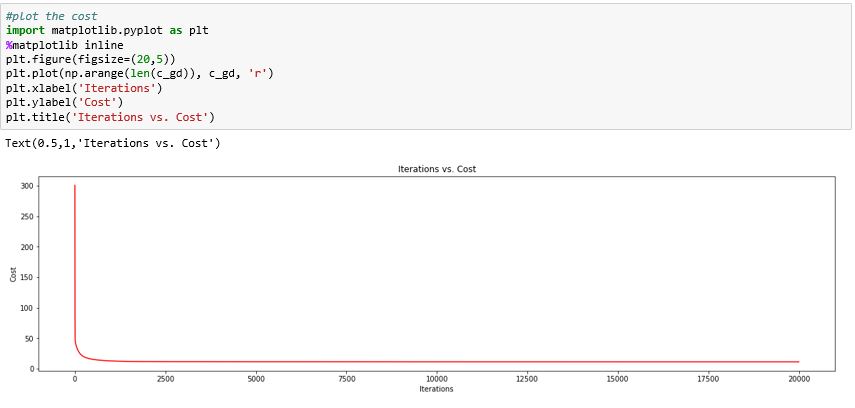 #plot the cost
import matplotlib.pyplot as plt
%matplotlib inline
plt.figure(figsize=(20,5))
plt.plot(np.arange(len(c_gd)), c_gd, 'r')
plt.xlabel('Iterations')
plt.ylabel('Cost')
plt.title('Iterations vs. Cost')
Text(0.5,1,'Iterations vs. Cost')
Iterations vs. Cost
300
250
200
150
100
50
0
Cost
0 2500 5000 7500 10000 12500 15000 17500 20000
Iterations